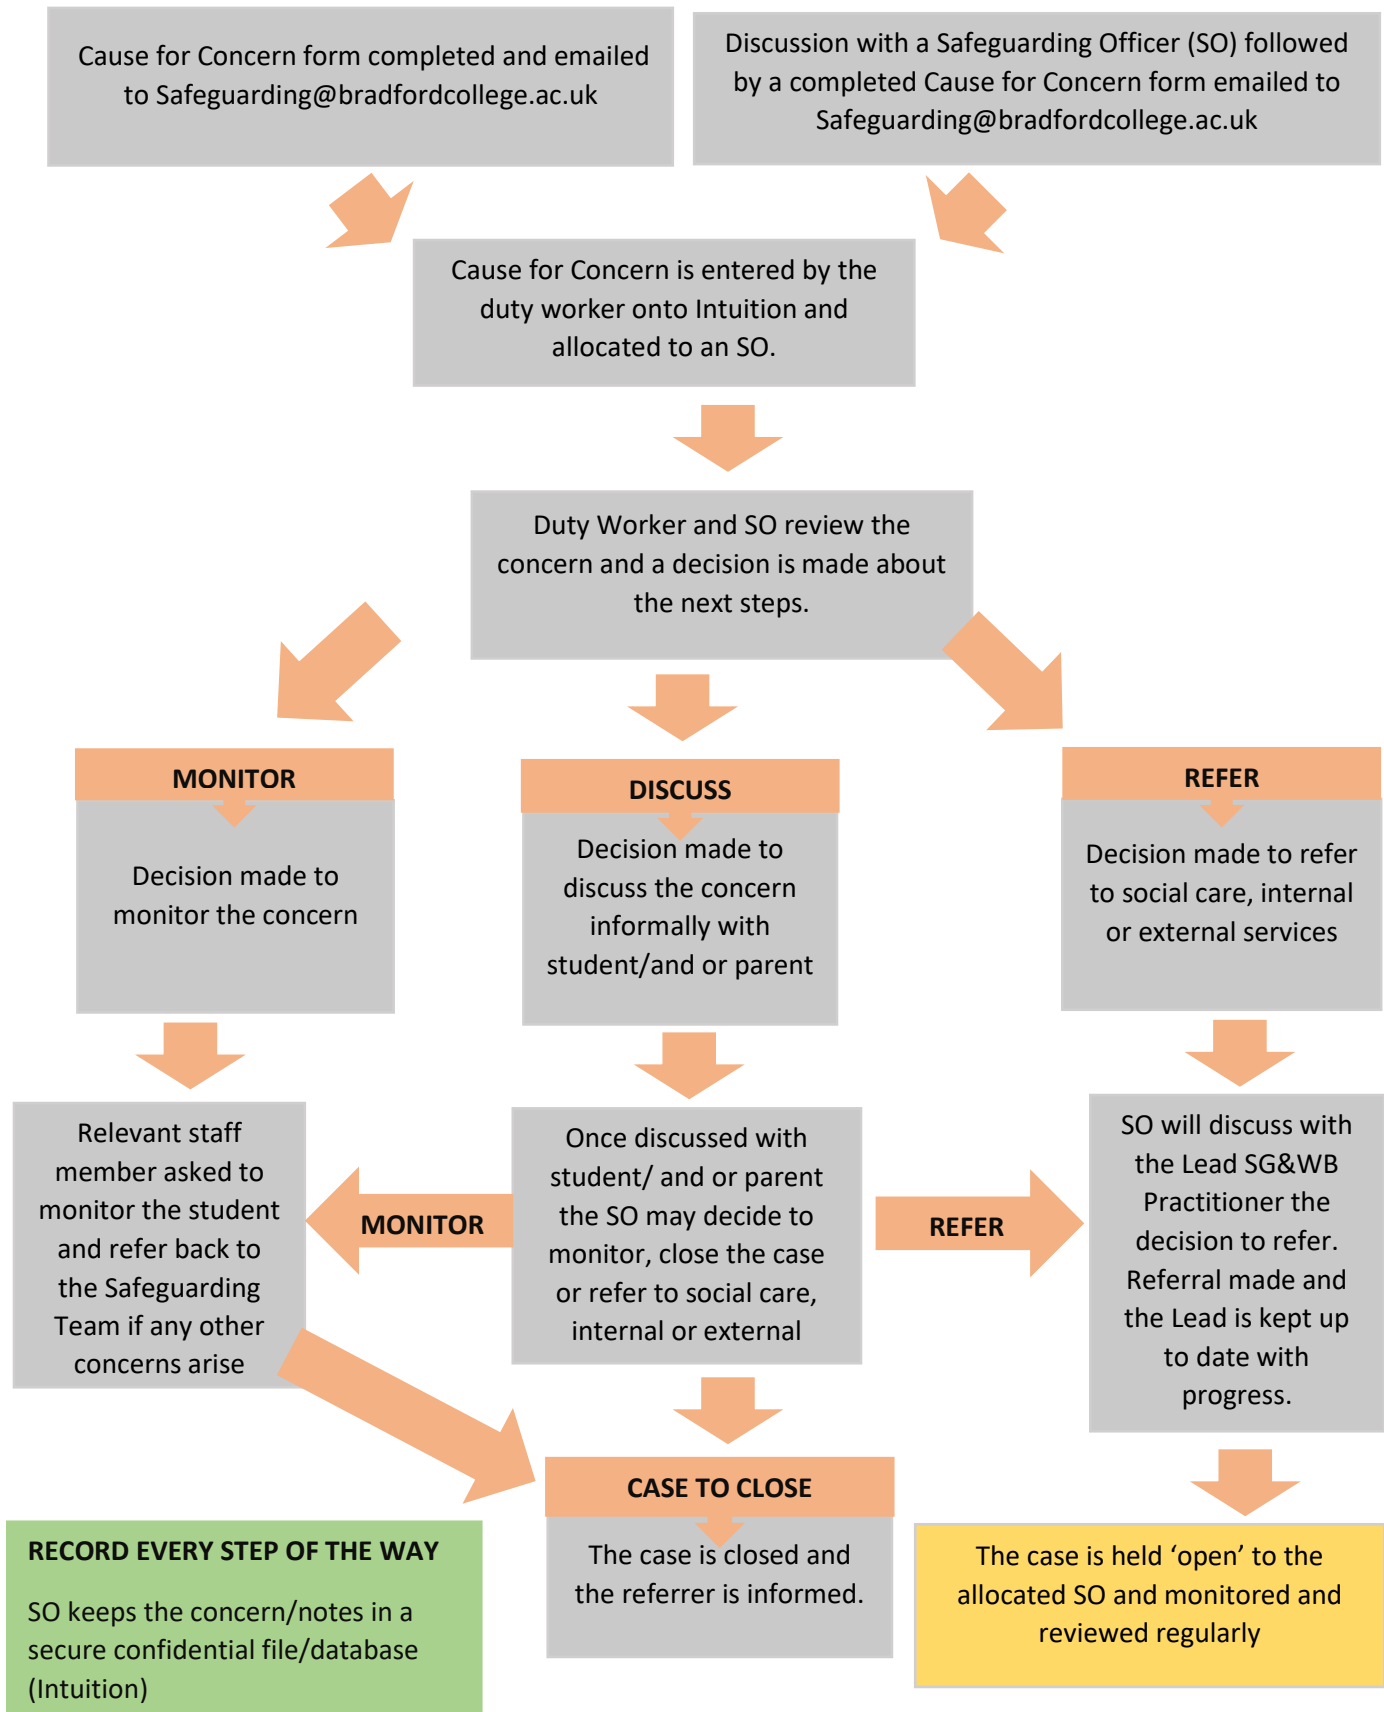 Cause for Concern form completed and emailed
to Safeguarding@bradfordcollege.ac.uk
Discussion with a Safeguarding Officer (SO) followed
by a completed Cause for Concern form emailed to
Safeguarding@bradfordcollege.ac.uk
Cause for Concern is entered by the
duty worker onto Intuition and
allocated to an SO.
Duty Worker and SO review the
concern and a decision is made about
the next steps.
MONITOR
Decision made to
monitor the concern
DISCUSS
Decision made to
discuss the concern
informally with
student/and or parent
REFER
Decision made to refer
to social care, internal
or external services
Relevant staff
member asked to
monitor the student
and refer back to
the Safeguarding
Team if any other
concerns arise
MONITOR
Once discussed with
student/ and or parent
the SO may decide to
monitor, close the case
or refer to social care,
internal or external
REFER
SO will discuss with
the Lead SG&WB
Practitioner the
decision to refer.
Referral made and
the Lead is kept up
to date with
progress.
CASE TO CLOSE
The case is closed and
the referrer is informed.
RECORD EVERY STEP OF THE WAY
SO keeps the concern/notes in a
secure confidential file/database
(Intuition)
The case is held ‘open’ to the
allocated SO and monitored and
reviewed regularly